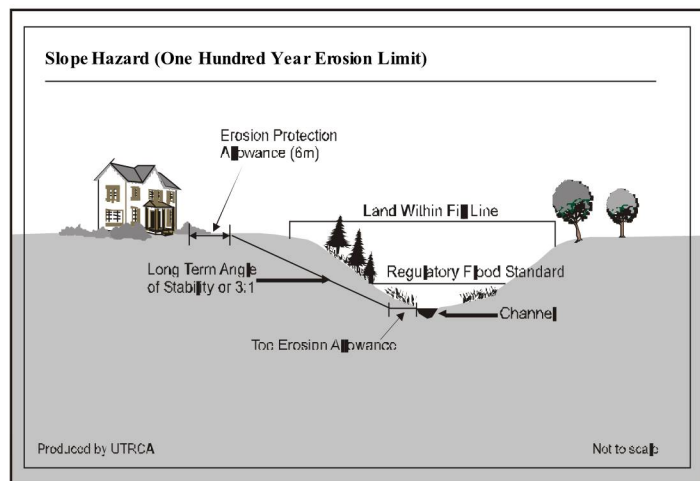 Slope Hazard (One Hundred Year Erosion Limit)
Erosion Protection
Allowance (6m)
Land Within Fill Line
Long Term Angle
of Stability or 3:1
Regulatory Flood Standard
Channel
Toe Erosion Allowance
Produced by UTRCA
Not to scale